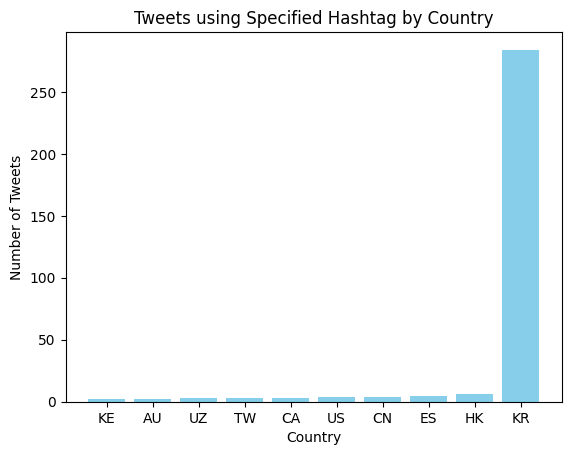 Tweets using Specified Hashtag by Country
Number of Tweets
250
200
150
100
50
0
KE AU UZ TW CA US CN ES HK KR
Country